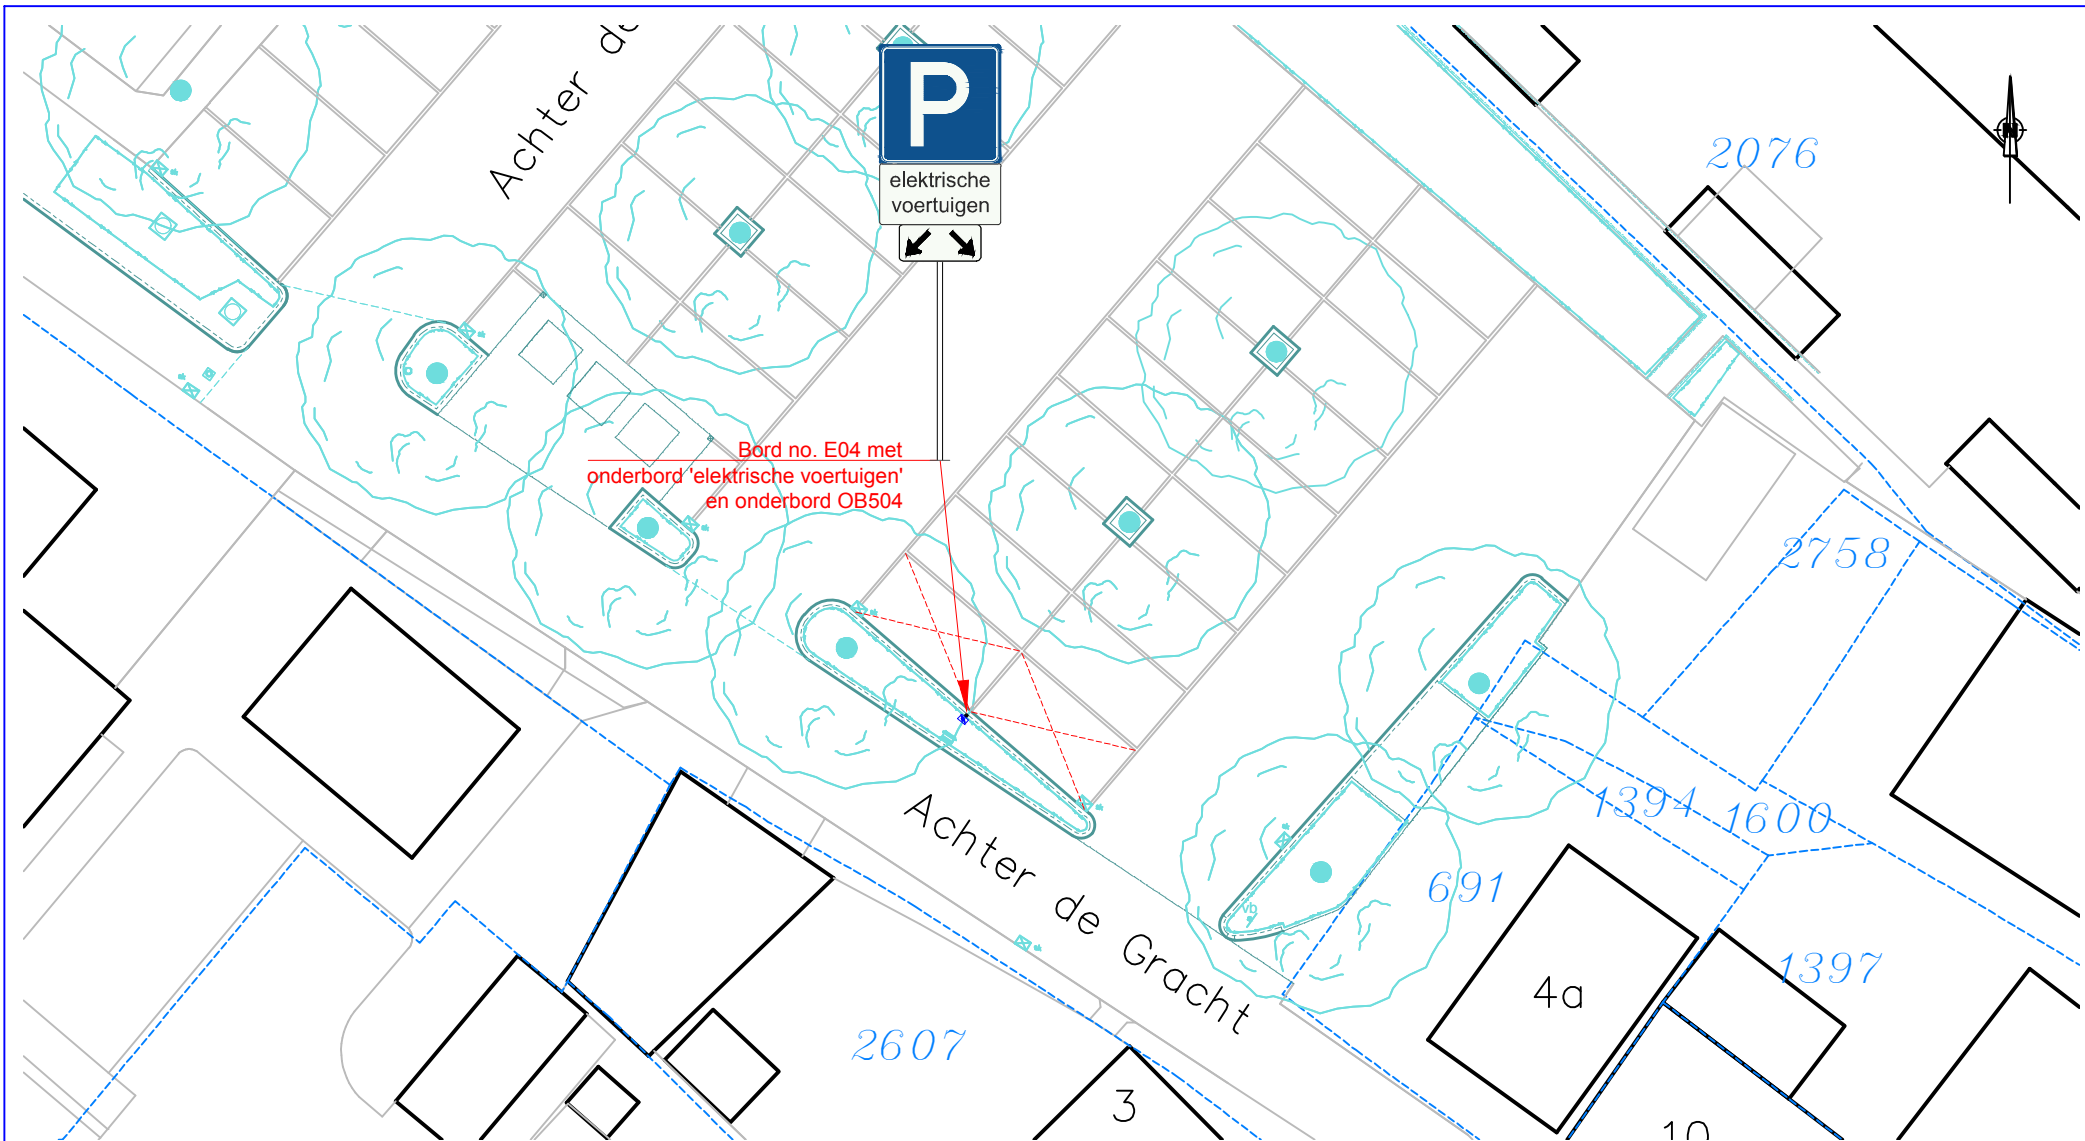 Achter de
P
elektrische
voertuigen
N
2076
Bord no. E04 met
onderbord 'elektrische voertuigen'
en onderbord OB504
2758
1394
1600
691
1397
Achter de Gracht
vb
4a
2607
3
10